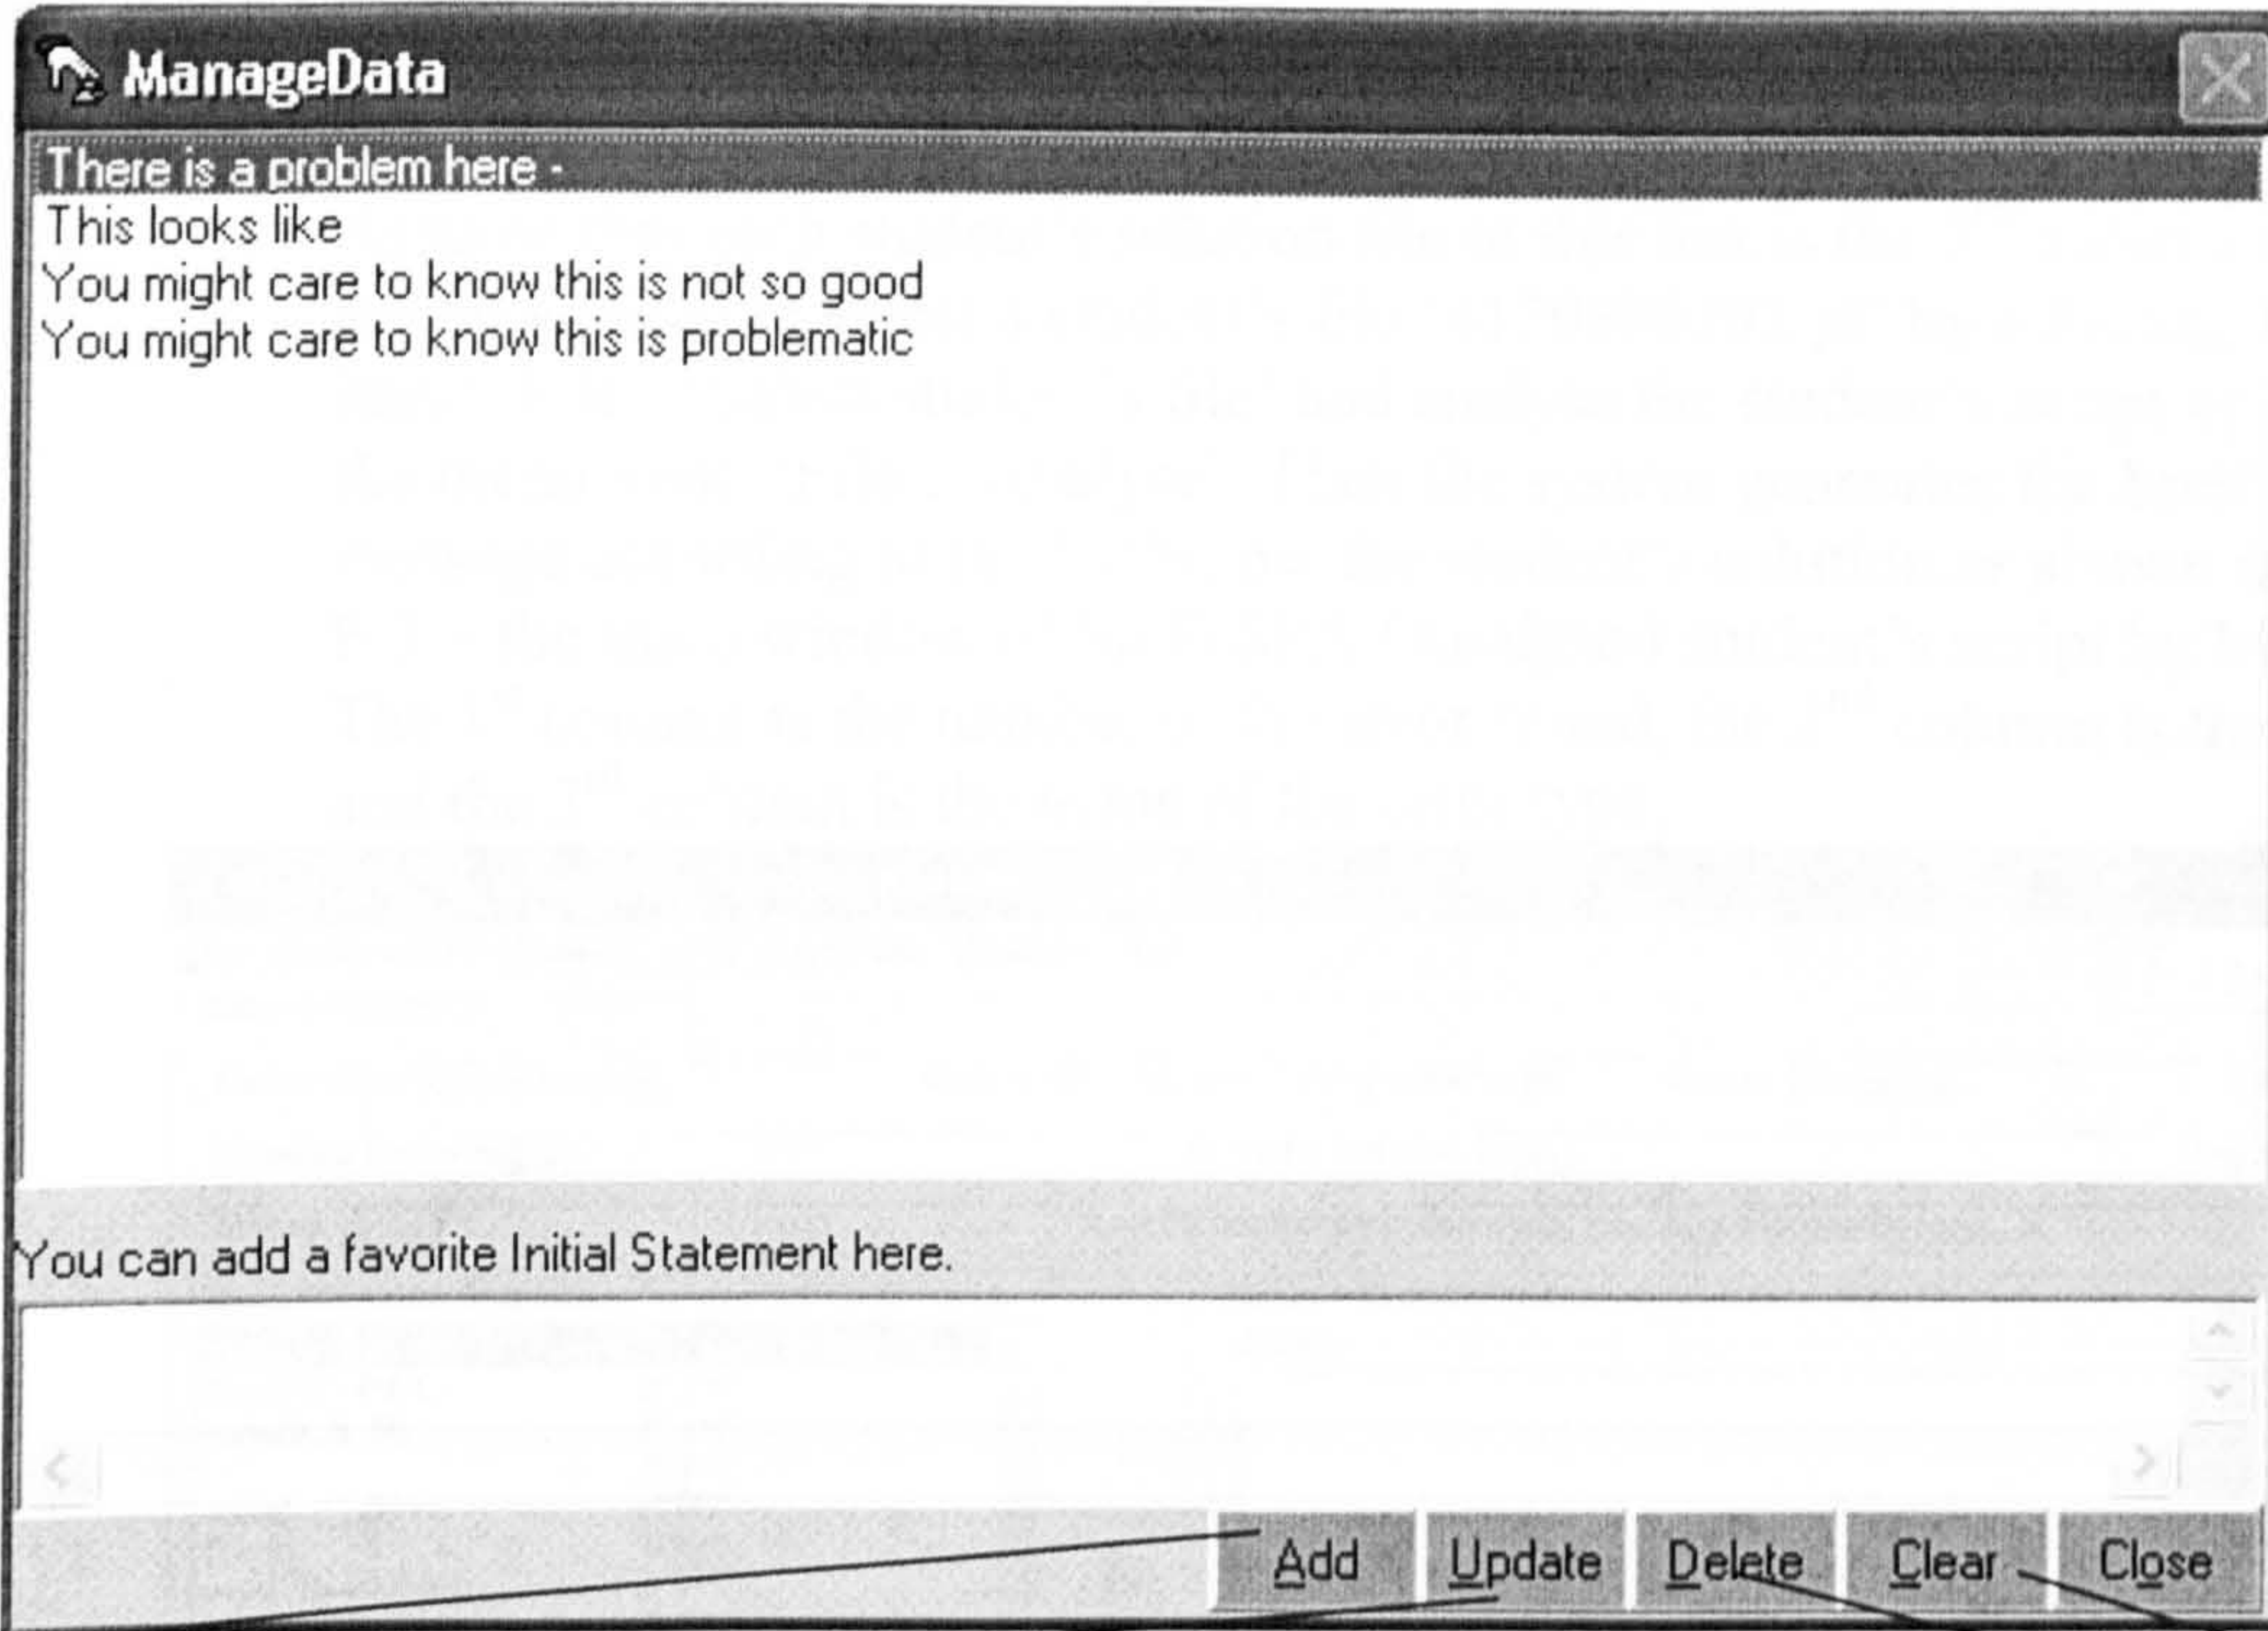 ManageData
There is a problem here -
This looks like
You might care to know this is not so good
You might care to know this is problematic
You can add a favorite Initial Statement here.
Add Update Delete Clear Close